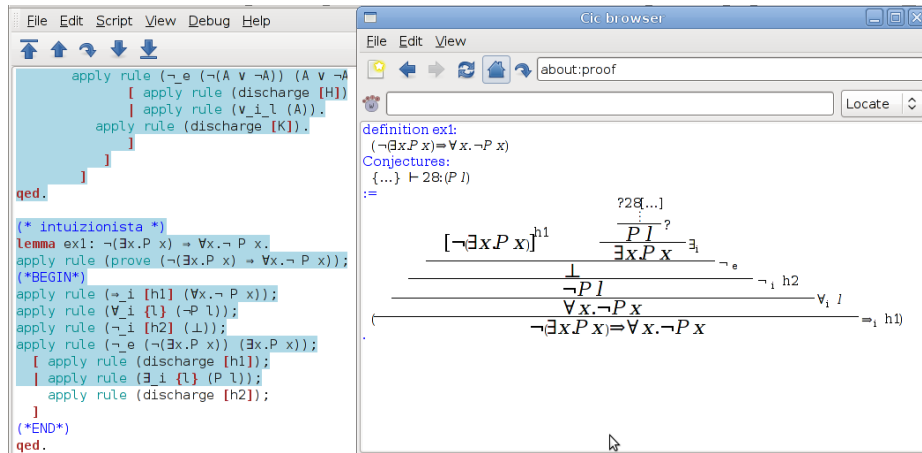 File Edit Script View Debug Help
apply rule (¬_e (¬(A ∨ ¬A)) (A ∨ ¬A
[ apply rule (discharge [H])
| apply rule (∨_i_l (A)).
apply rule (discharge [K]).
]
]
]
qed.
(* intuizionista *)
lemma ex1: ¬(∃x.P x) ⇒ ∀x.¬ P x.
apply rule (prove (¬(∃x.P x) ⇒ ∀x.¬ P x));
(*BEGIN*)
apply rule (⇒_i [h1] (∀x.¬ P x));
apply rule (∀_i {l} (¬P l));
apply rule (¬_i [h2] (⊥));
apply rule (¬_e (¬(∃x.P x)) (∃x.P x));
[ apply rule (discharge [h1]);
| apply rule (∃_i {l} (P l));
apply rule (discharge [h2]);
]
(*END*)
qed.
Cic browser
File Edit View
about:proof
Locate
definition ex1:
(¬(∃x.P x)⇒∀x.¬P x)
Conjectures:
{...} ⊢ 28:(P l)
:=
?28[...]
[¬(∃x.P x)]h1 P l ?
∃x.P x ∃i
⊥ ¬e
¬P l ¬i h2
∀x.¬P x ∀i l
( ¬(∃x.P x)⇒∀x.¬P x ⇒i h1)
.